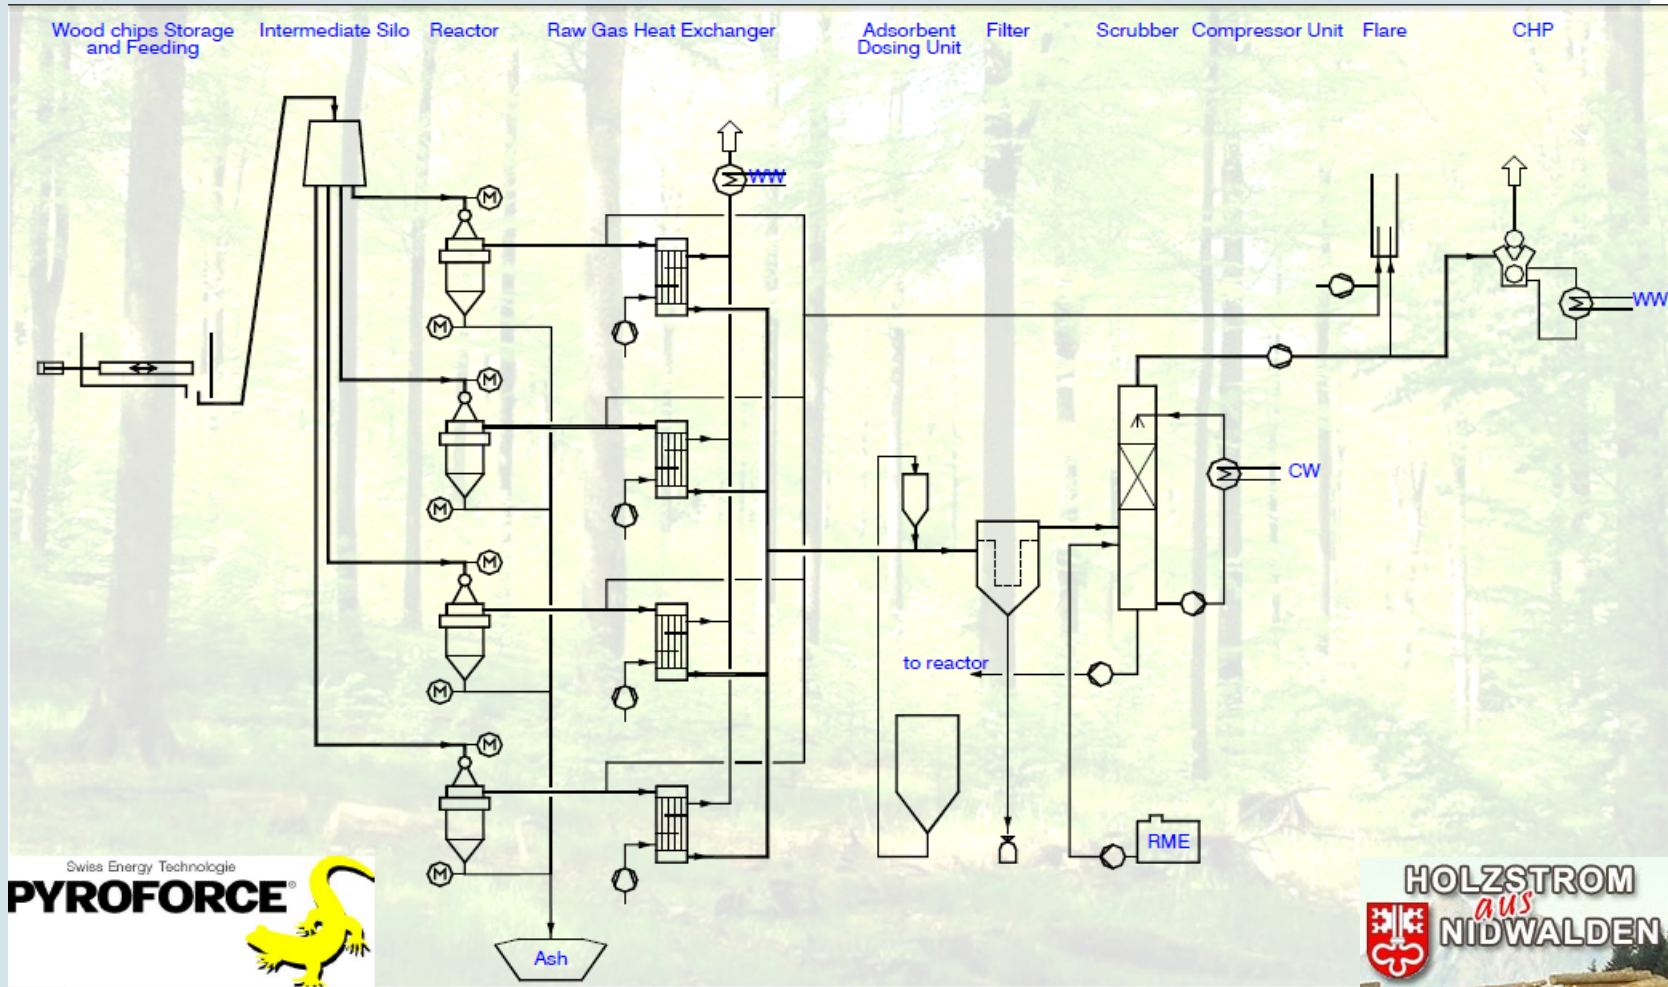 Wood chips Storage
and Feeding
Intermediate Silo
Reactor
Raw Gas Heat Exchanger
Adsorbent
Dosing Unit
Filter
Scrubber
Compressor Unit
Flare
CHP
WW
M
M
WW
M
M
CW
M
M
to reactor
M
RME
M
Ash
Swiss Energy Technologie
PYROFORCE®
HOLZSTROM
aus
NIDWALDEN